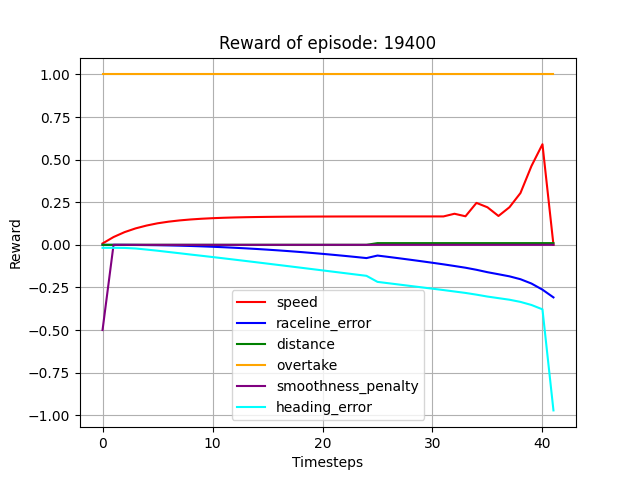 Reward of episode: 19400
Reward
1.00
0.75
0.50
0.25
0.00
−0.25
−0.50
−0.75
−1.00
speed
raceline_error
distance
overtake
smoothness_penalty
heading_error
0 10 20 30 40
Timesteps